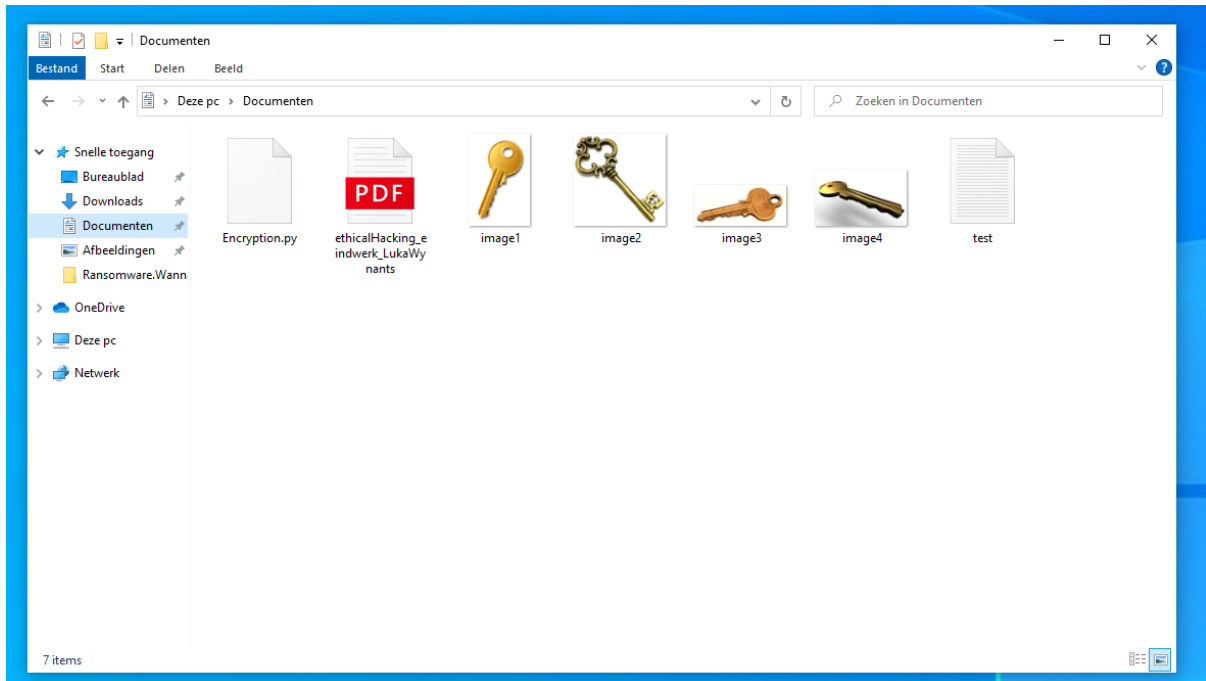 Documenten
Bestand Start Delen Beeld
?
Deze pc > Documenten
Zoeken in Documenten
Snelle toegang
Bureaublad
Downloads
Documenten
Afbeeldingen
Ransomware.Wann
OneDrive
Deze pc
Netwerk
Encryption.py
PDF
ethicalHacking_e
indwerk_LukaWy
nants
image1
image2
image3
image4
test
7 items